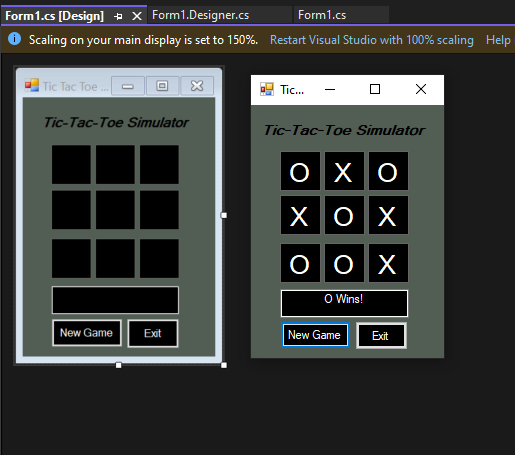 Form1.cs [Design]
Form1.Designer.cs
Form1.cs
Scaling on your main display is set to 150%. Restart Visual Studio with 100% scaling Help
Tic Tac Toe ...
Tic-Tac-Toe Simulator
New Game
Exit
Tic...
Tic-Tac-Toe Simulator
O X O
X O X
O O X
O Wins!
New Game
Exit